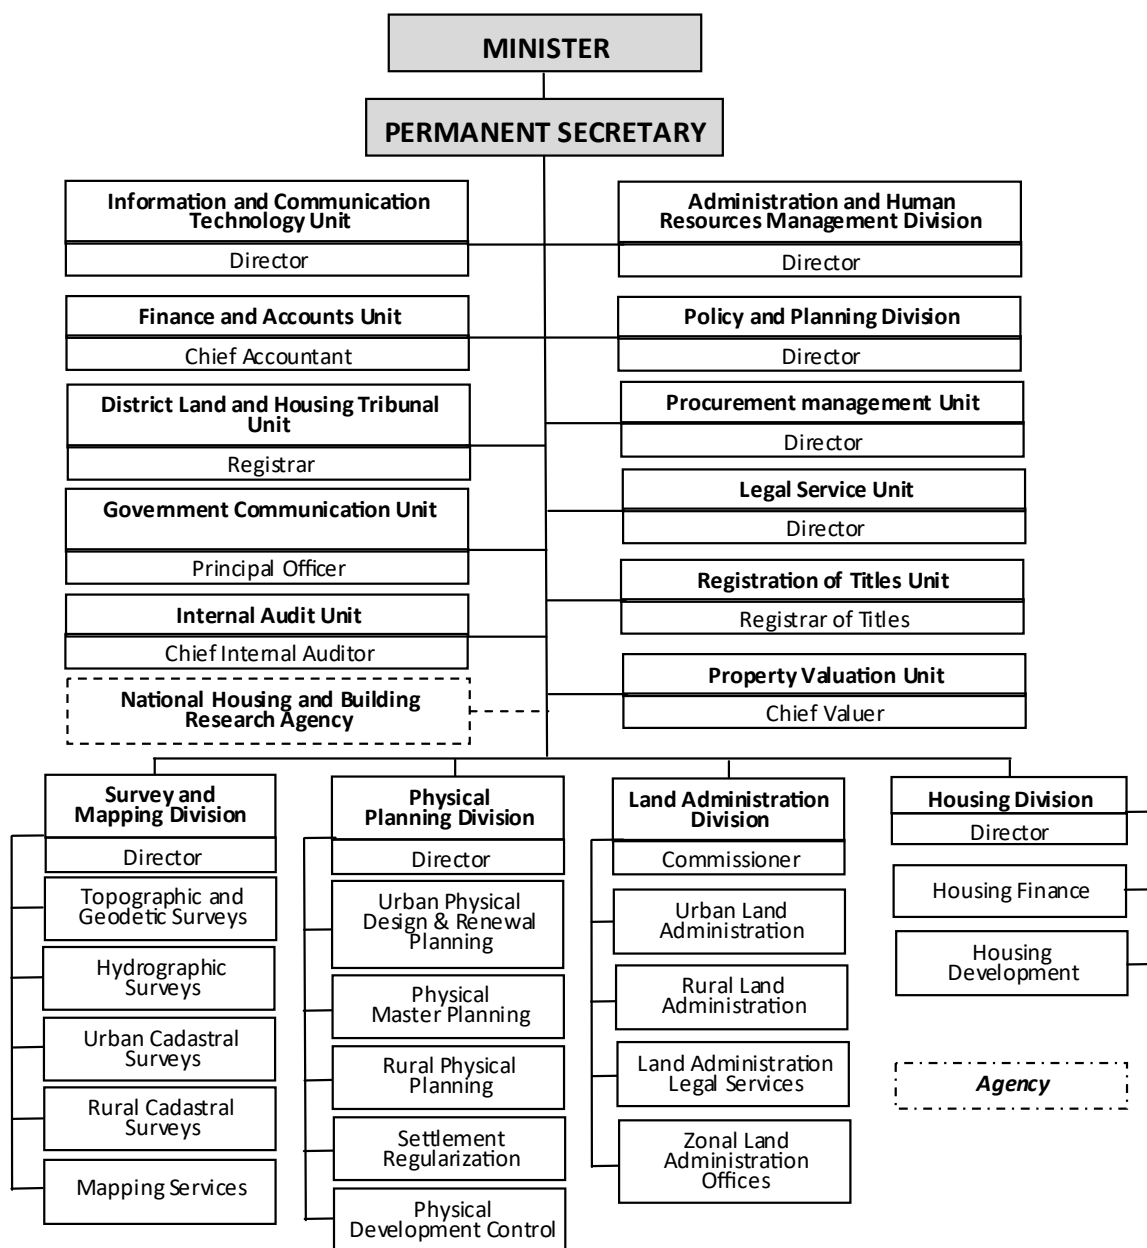 MINISTER
PERMANENT SECRETARY
Information and Communication
Technology Unit
Director
Administration and Human
Resources Management Division
Director
Finance and Accounts Unit
Chief Accountant
Policy and Planning Division
Director
District Land and Housing Tribunal
Unit
Registrar
Procurement management Unit
Director
Government Communication Unit
Principal Officer
Legal Service Unit
Director
Internal Audit Unit
Chief Internal Auditor
Registration of Titles Unit
Registrar of Titles
National Housing and Building
Research Agency
Property Valuation Unit
Chief Valuer
Survey and
Mapping Division
Director
Topographic and
Geodetic Surveys
Hydrographic
Surveys
Urban Cadastral
Surveys
Rural Cadastral
Surveys
Mapping Services
Physical
Planning Division
Director
Urban Physical
Design & Renewal
Planning
Physical
Master Planning
Rural Physical
Planning
Settlement
Regularization
Physical
Development Control
Land Administration
Division
Commissioner
Urban Land
Administration
Rural Land
Administration
Land Administration
Legal Services
Zonal Land
Administration
Offices
Housing Division
Director
Housing Finance
Housing
Development
Agency